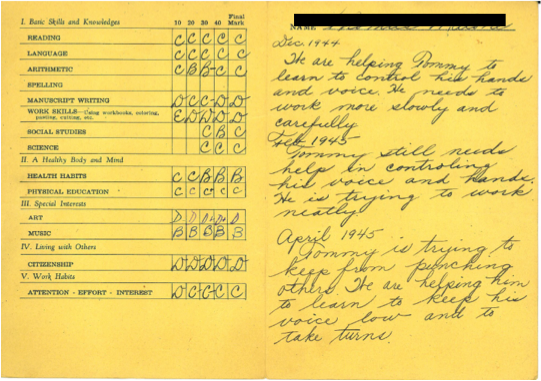 I. Basic Skills and Knowledges 10 20 30 40 Final Mark
READING C C C C C
LANGUAGE C C C C C
ARITHMETIC C B B- C C
SPELLING
MANUSCRIPT WRITING D C C- D D
WORK SKILLS—Using workbooks, coloring, pasting, cutting, etc. E D D D D
SOCIAL STUDIES C B C
SCIENCE C C C
II. A Healthy Body and Mind
HEALTH HABITS C C B B B
PHYSICAL EDUCATION C C C+ C C
III. Special Interests
ART D D D+ D+ D
MUSIC B B B B B
IV. Living with Others
CITIZENSHIP D+ D+ D D+ D
V. Work Habits
ATTENTION - EFFORT - INTEREST D C- C- C C
NAME
Dec. 1944
We are helping Tommy to
learn to control his hands
and voice. He needs to
work more slowly and
carefully
Feb 1945
Tommy still needs
help in controling
his voice and hands.
He is trying to work
neatly
April 1945
Tommy is trying to
keep from punching
others. We are helping him
to learn to keep his
voice low and to
take turns.